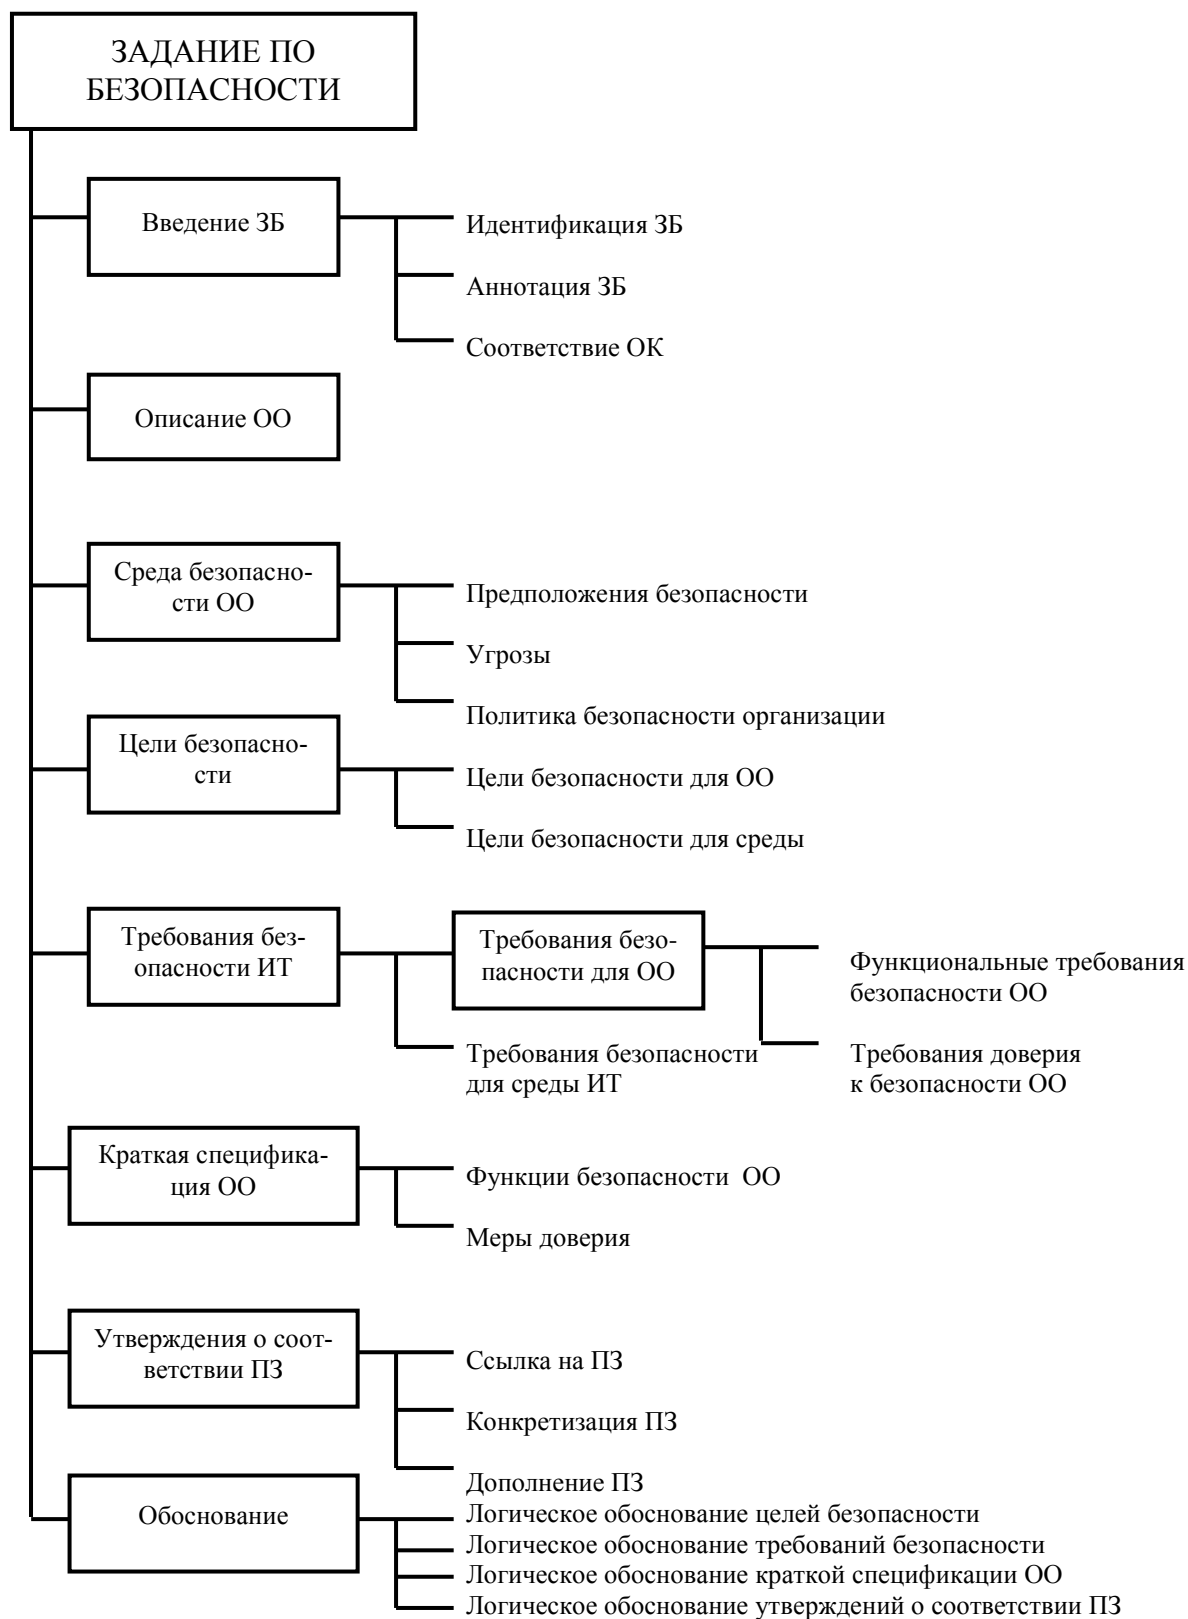 ЗАДАНИЕ ПО
БЕЗОПАСНОСТИ
Введение ЗБ
Идентификация ЗБ
Аннотация ЗБ
Соответствие ОК
Описание ОО
Среда безопасно-
сти ОО
Предположения безопасности
Угрозы
Политика безопасности организации
Цели безопасно-
сти
Цели безопасности для ОО
Цели безопасности для среды
Требования без-
опасности ИТ
Требования безо-
пасности для ОО
Функциональные требования
безопасности ОО
Требования безопасности
для среды ИТ
Требования доверия
к безопасности ОО
Краткая специфика-
ция ОО
Функции безопасности  ОО
Меры доверия
Утверждения о соот-
ветствии ПЗ
Ссылка на ПЗ
Конкретизация ПЗ
Дополнение ПЗ
Обоснование
Логическое обоснование целей безопасности
Логическое обоснование требований безопасности
Логическое обоснование краткой спецификации ОО
Логическое обоснование утверждений о соответствии ПЗ